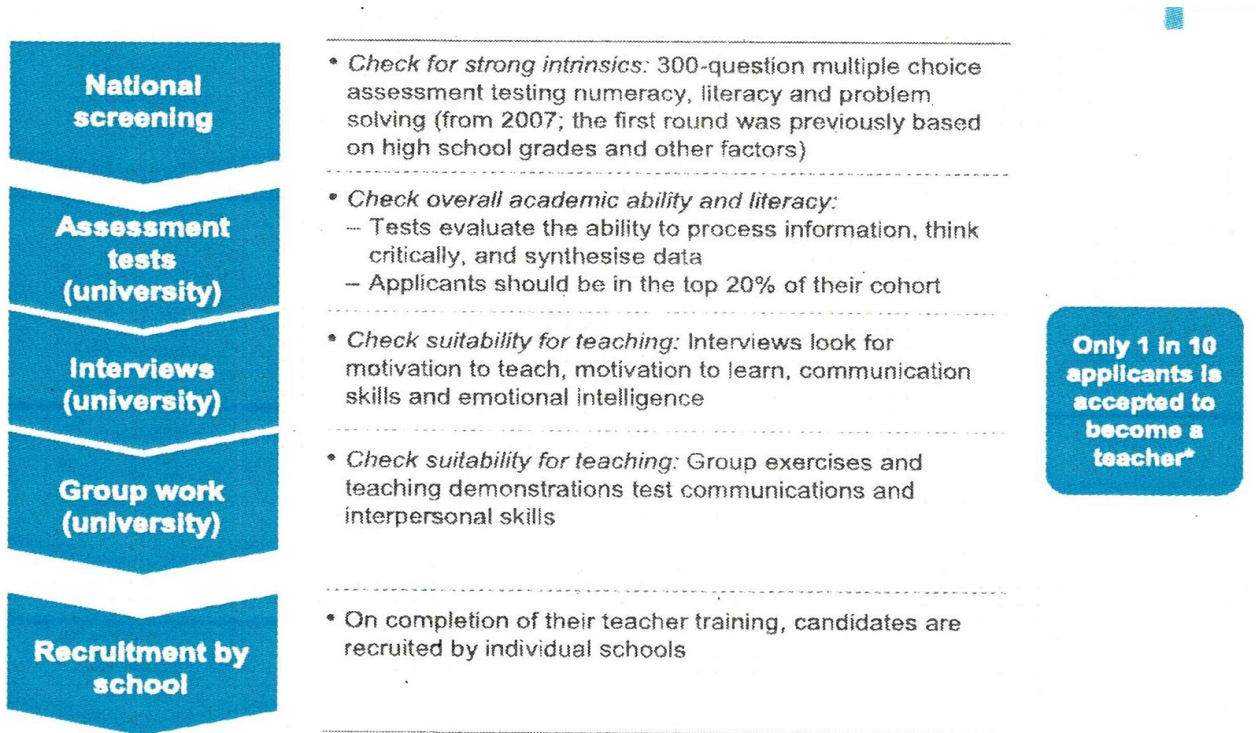 National
screening
• Check for strong intrinsics: 300-question multiple choice
assessment testing numeracy, literacy and problem
solving (from 2007; the first round was previously based
on high school grades and other factors)
Assessment
tests
(university)
• Check overall academic ability and literacy:
– Tests evaluate the ability to process information, think
critically, and synthesise data
– Applicants should be in the top 20% of their cohort
Interviews
(university)
• Check suitability for teaching: Interviews look for
motivation to teach, motivation to learn, communication
skills and emotional intelligence
Group work
(university)
• Check suitability for teaching: Group exercises and
teaching demonstrations test communications and
interpersonal skills
Recruitment by
school
• On completion of their teacher training, candidates are
recruited by individual schools
Only 1 in 10
applicants is
accepted to
become a
teacher*